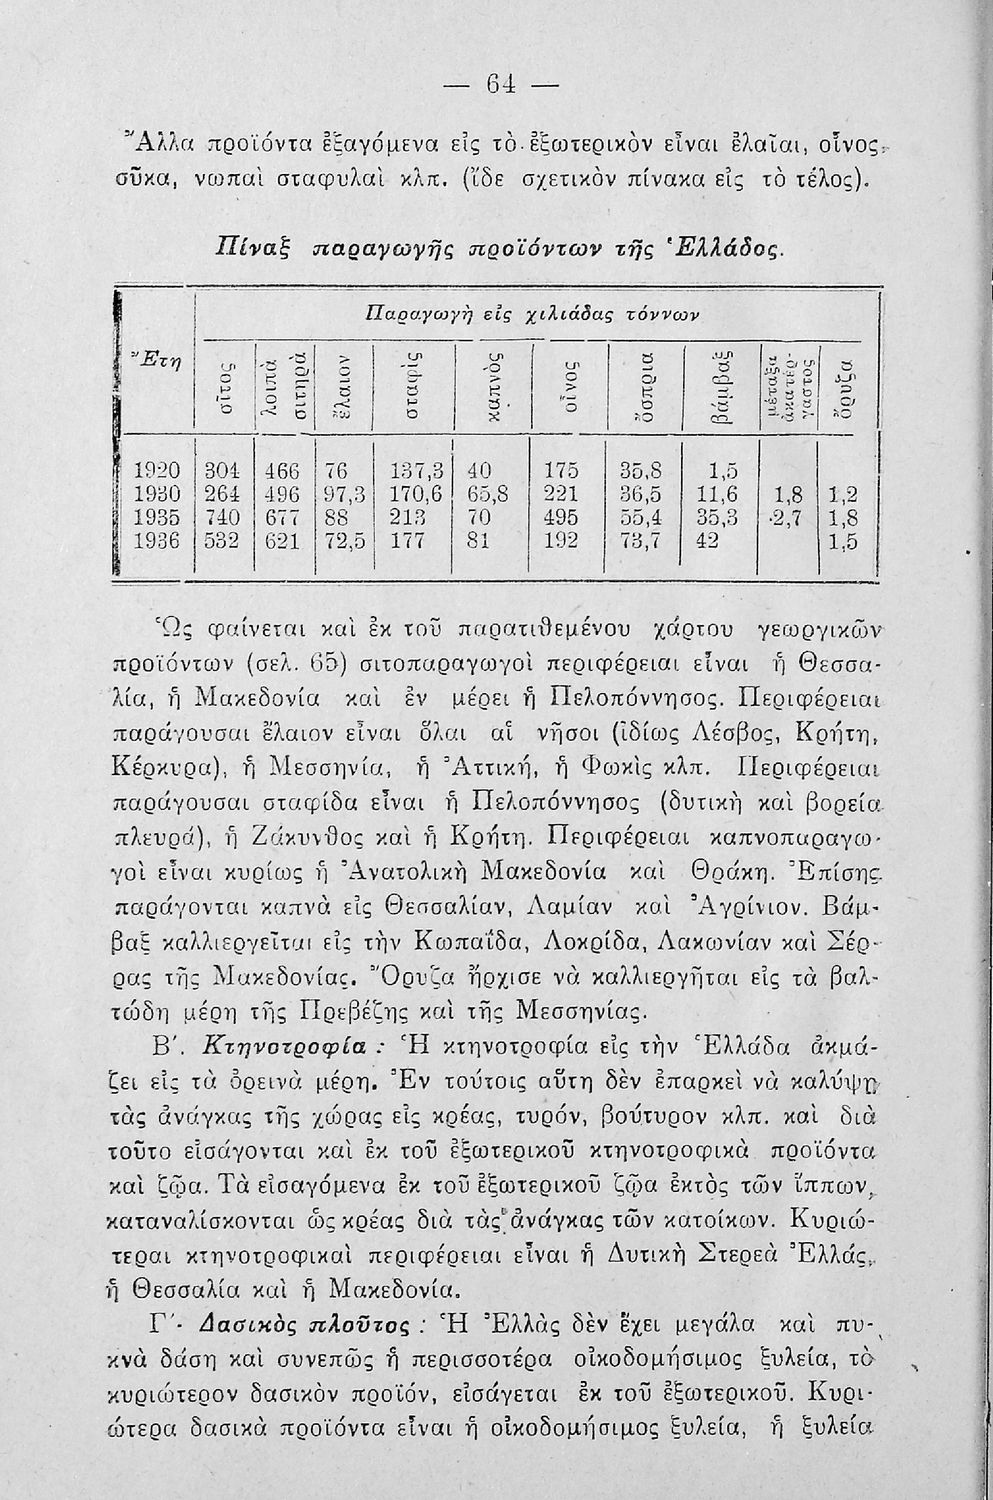 — 64 —
Ἄλλα προϊόντα ἐξαγόμενα εἰς τὸ ἐξωτερικὸν εἶναι ἐλαῖαι, οἶνος,
σῦκα, νωπαὶ σταφυλαὶ κλπ. (ἴδε σχετικὸν πίνακα εἰς τὸ τέλος).
Πίναξ παραγωγῆς προϊόντων τῆς Ἑλλάδος.
Παραγωγὴ εἰς χιλιάδας τόννων
Ἔτη | σῖτος | λοιπὰ σιτηρὰ | ἔλαιον | σταφὶς | καπνὸς | οἶνος | ὄσπρια | βάμβαξ | μέταξα ἀκατέργαστος | ὄρυζα
1920 | 304 | 466 | 76 | 137,3 | 40 | 175 | 35,8 | 1,5
1930 | 264 | 496 | 97,3 | 170,6 | 65,8 | 221 | 36,5 | 11,6 | 1,8 | 1,2
1935 | 740 | 677 | 88 | 213 | 70 | 495 | 55,4 | 35,3 | 2,7 | 1,8
1936 | 532 | 621 | 72,5 | 177 | 81 | 192 | 73,7 | 42 | | 1,5
Ὡς φαίνεται καὶ ἐκ τοῦ παρατιθεμένου χάρτου γεωργικῶν
προϊόντων (σελ. 65) σιτοπαραγωγοὶ περιφέρειαι εἶναι ἡ Θεσσα-
λία, ἡ Μακεδονία καὶ ἐν μέρει ἡ Πελοπόννησος. Περιφέρειαι
παράγουσαι ἔλαιον εἶναι ὅλαι αἱ νῆσοι (ἰδίως Λέσβος, Κρήτη,
Κέρκυρα), ἡ Μεσσηνία, ἡ Ἀττική, ἡ Φωκὶς κλπ. Περιφέρειαι
παράγουσαι σταφίδα εἶναι ἡ Πελοπόννησος (δυτικὴ καὶ βορεία
πλευρά), ἡ Ζάκυνθος καὶ ἡ Κρήτη. Περιφέρειαι καπνοπαραγω-
γοὶ εἶναι κυρίως ἡ Ἀνατολικὴ Μακεδονία καὶ Θράκη. Ἐπίσης
παράγονται καπνὰ εἰς Θεσσαλίαν, Λαμίαν καὶ Ἀγρίνιον. Βάμ-
βαξ καλλιεργεῖται εἰς τὴν Κωπαΐδα, Λοκρίδα, Λακωνίαν καὶ Σέρ-
ρας τῆς Μακεδονίας. Ὄρυζα ἤρχισε νὰ καλλιεργῆται εἰς τὰ βαλ-
τώδη μέρη τῆς Πρεβέζης καὶ τῆς Μεσσηνίας.
Β΄. Κτηνοτροφία : Ἡ κτηνοτροφία εἰς τὴν Ἑλλάδα ἀκμά-
ζει εἰς τὰ ὀρεινὰ μέρη. Ἐν τούτοις αὕτη δὲν ἐπαρκεῖ νὰ καλύψῃ
τὰς ἀνάγκας τῆς χώρας εἰς κρέας, τυρόν, βούτυρον κλπ. καὶ διὰ
τοῦτο εἰσάγονται καὶ ἐκ τοῦ ἐξωτερικοῦ κτηνοτροφικὰ προϊόντα
καὶ ζῷα. Τὰ εἰσαγόμενα ἐκ τοῦ ἐξωτερικοῦ ζῷα ἐκτὸς τῶν ἵππων,
καταναλίσκονται ὡς κρέας διὰ τὰς ἀνάγκας τῶν κατοίκων. Κυριώ-
τεραι κτηνοτροφικαὶ περιφέρειαι εἶναι ἡ Δυτικὴ Στερεὰ Ἑλλάς,
ἡ Θεσσαλία καὶ ἡ Μακεδονία.
Γ΄. Δασικὸς πλοῦτος : Ἡ Ἑλλὰς δὲν ἔχει μεγάλα καὶ πυ-
κνὰ δάση καὶ συνεπῶς ἡ περισσοτέρα οἰκοδομήσιμος ξυλεία, τὸ
κυριώτερον δασικὸν προϊόν, εἰσάγεται ἐκ τοῦ ἐξωτερικοῦ. Κυρι-
ώτερα δασικὰ προϊόντα εἶναι ἡ οἰκοδομήσιμος ξυλεία, ἡ ξυλεία